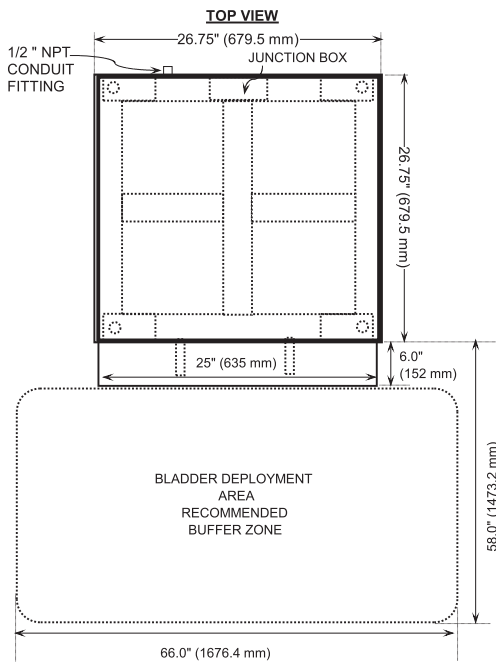 TOP VIEW
26.75" (679.5 mm)
1/2 " NPT
CONDUIT
FITTING
JUNCTION BOX
26.75" (679.5 mm)
25" (635 mm)
6.0"
(152 mm)
BLADDER DEPLOYMENT
AREA
RECOMMENDED
BUFFER ZONE
58.0" (1473.2 mm)
66.0" (1676.4 mm)